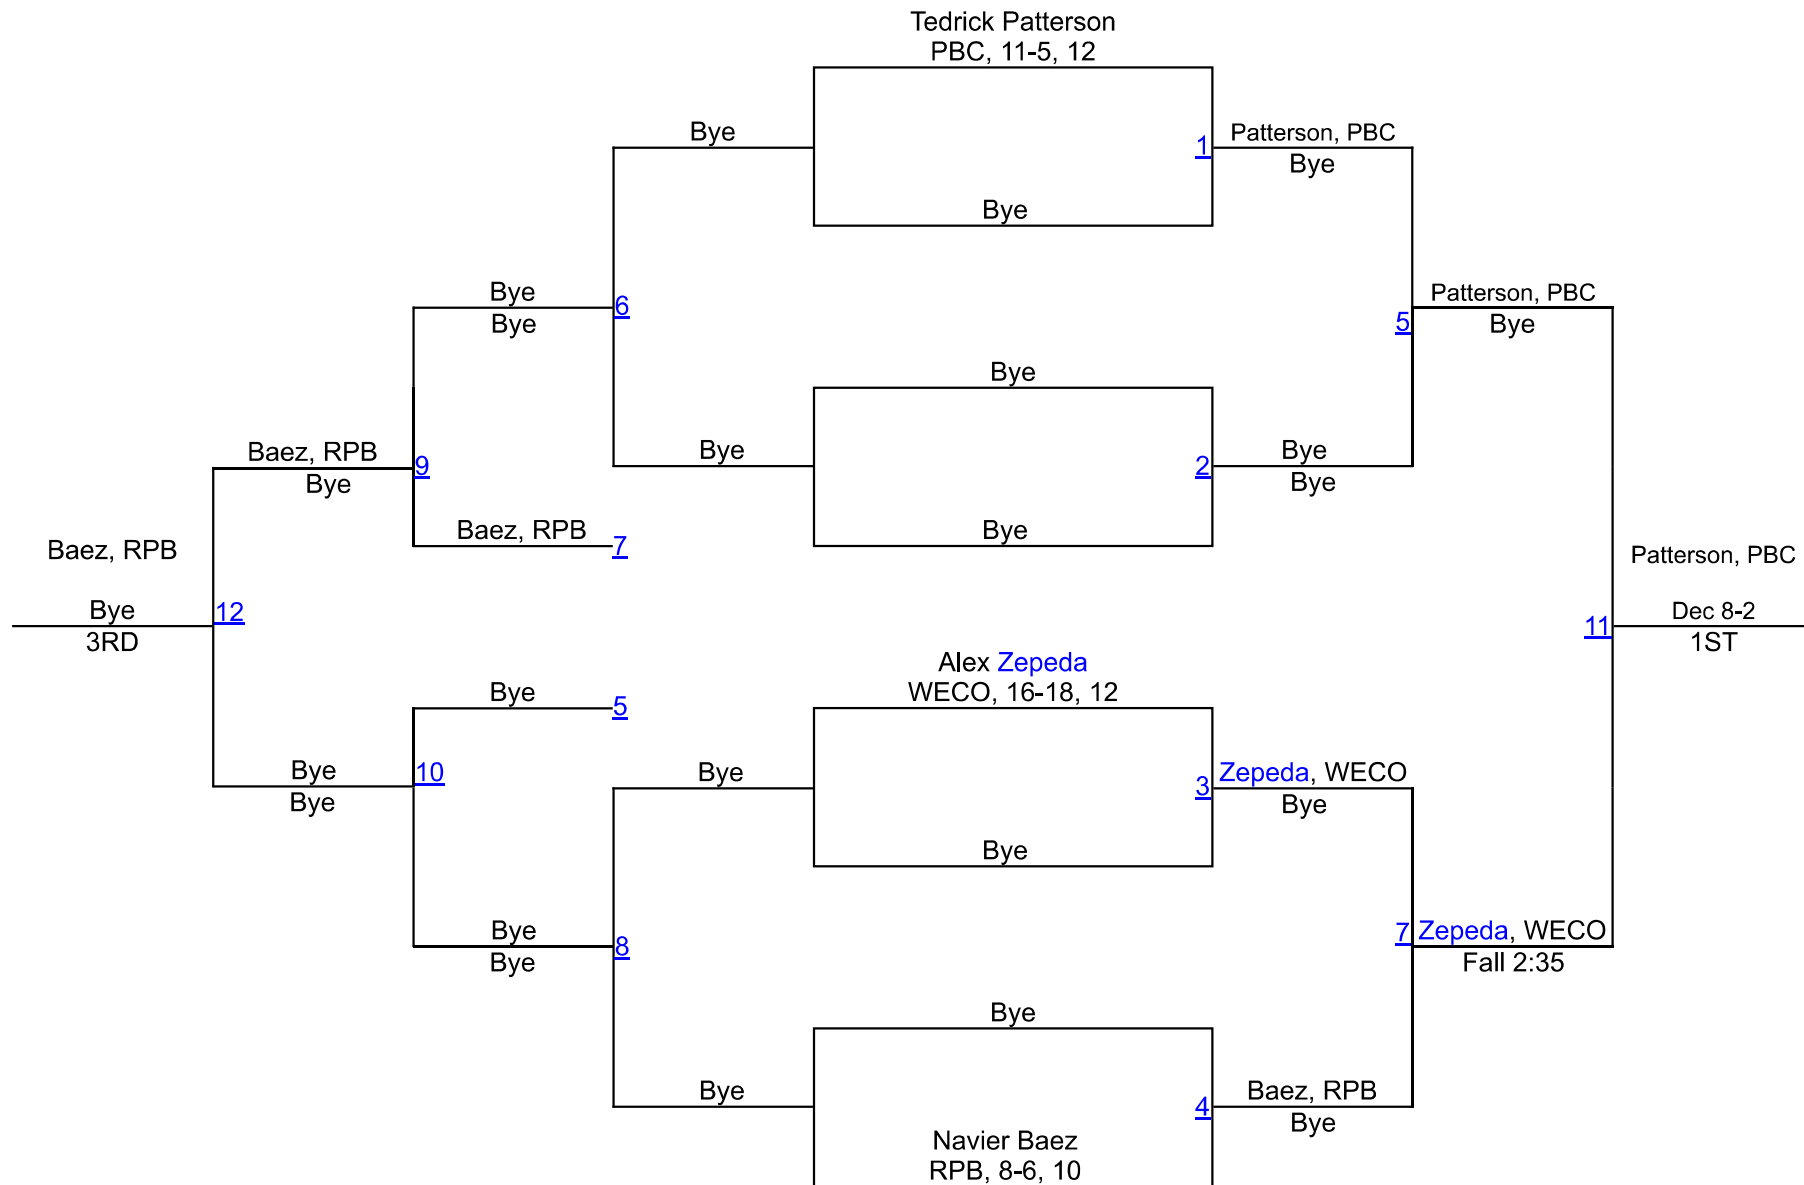 Tedrick Patterson
PBC, 11-5, 12
Bye
1
Patterson, PBC
Bye
Bye
Bye
Bye
6
Patterson, PBC
5
Bye
Bye
Baez, RPB
9
Bye
2
Bye
Bye
Bye
Baez, RPB
7
Bye
Baez, RPB
Patterson, PBC
Bye
12
3RD
Dec 8-2
11
1ST
Alex Zepeda
WECO, 16-18, 12
Bye
5
Bye
10
Bye
Bye
3
Zepeda, WECO
Bye
Bye
Bye
8
Bye
7
Zepeda, WECO
Fall 2:35
Bye
Bye
4
Baez, RPB
Bye
Navier Baez
RPB, 8-6, 10